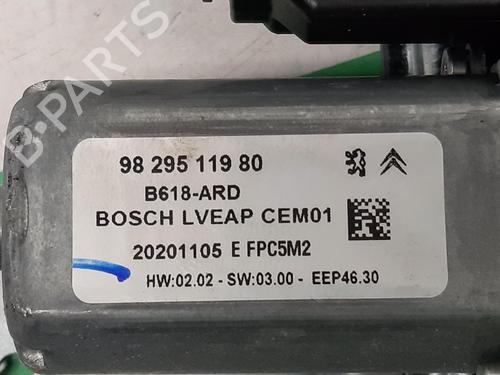 B-PARTS
98 295 119 80
B618-ARD
BOSCH LVEAP CEM01
20201105 E FPC5M2
HW:02.02 - SW:03.00 - EEP46.30